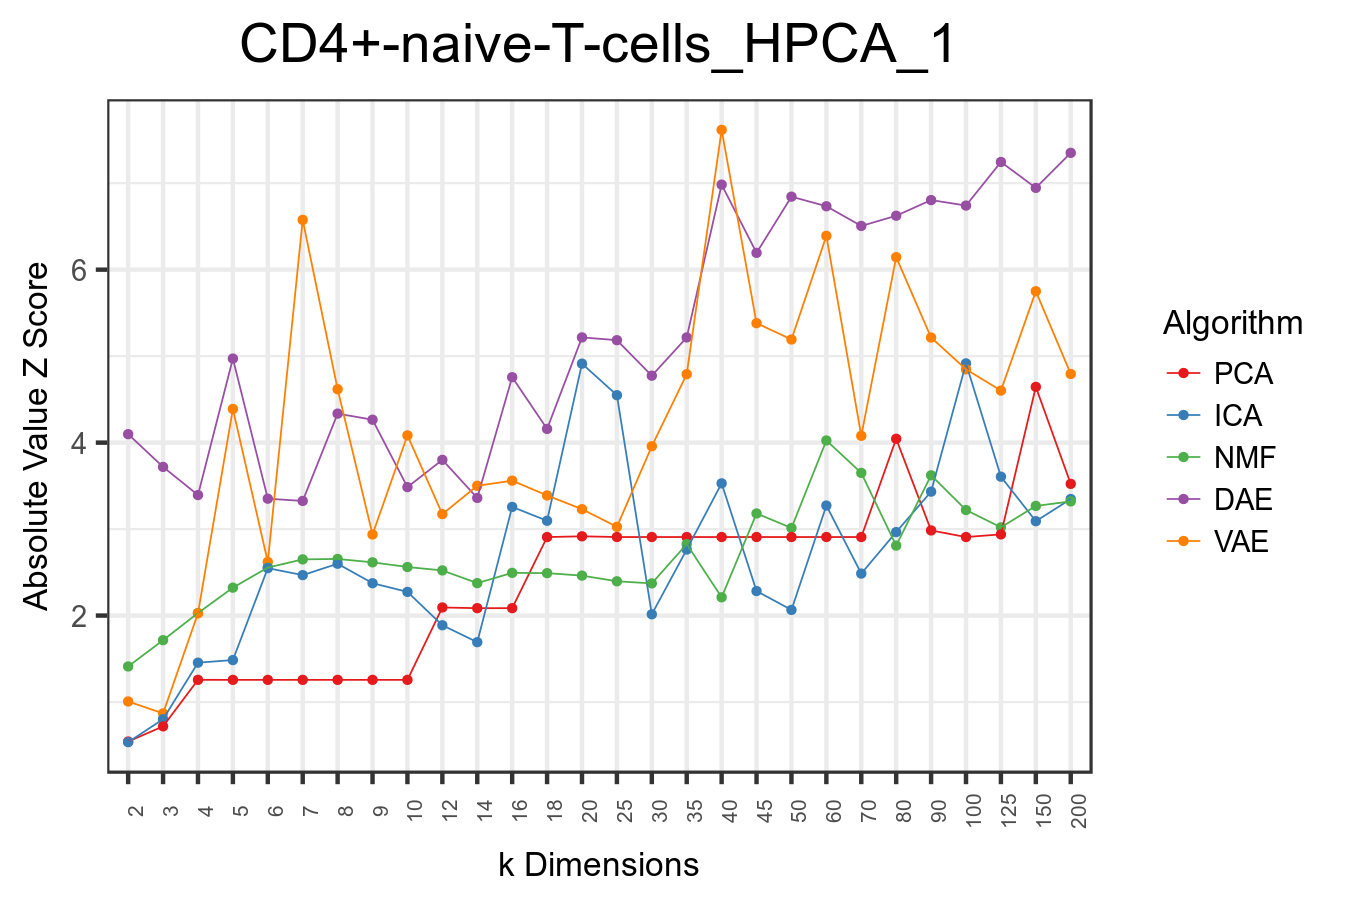 CD4+-naive-T-cells_HPCA_1
Absolute Value Z Score
6
4
2
2 3 4 5 6 7 8 9 10 12 14 16 18 20 25 30 35 40 45 50 60 70 80 90 100 125 150 200
k Dimensions
Algorithm
PCA
ICA
NMF
DAE
VAE